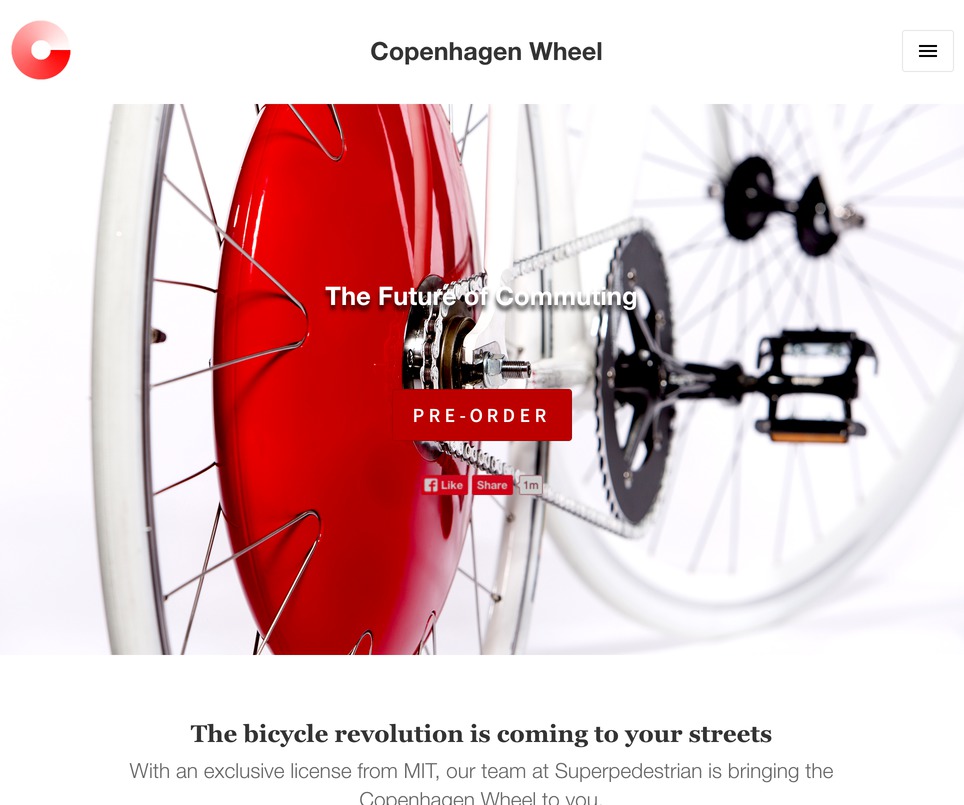 Copenhagen Wheel
The Future of Commuting
PRE-ORDER
Like Share 1m
The bicycle revolution is coming to your streets
With an exclusive license from MIT, our team at Superpedestrian is bringing the
Copenhagen Wheel to you.